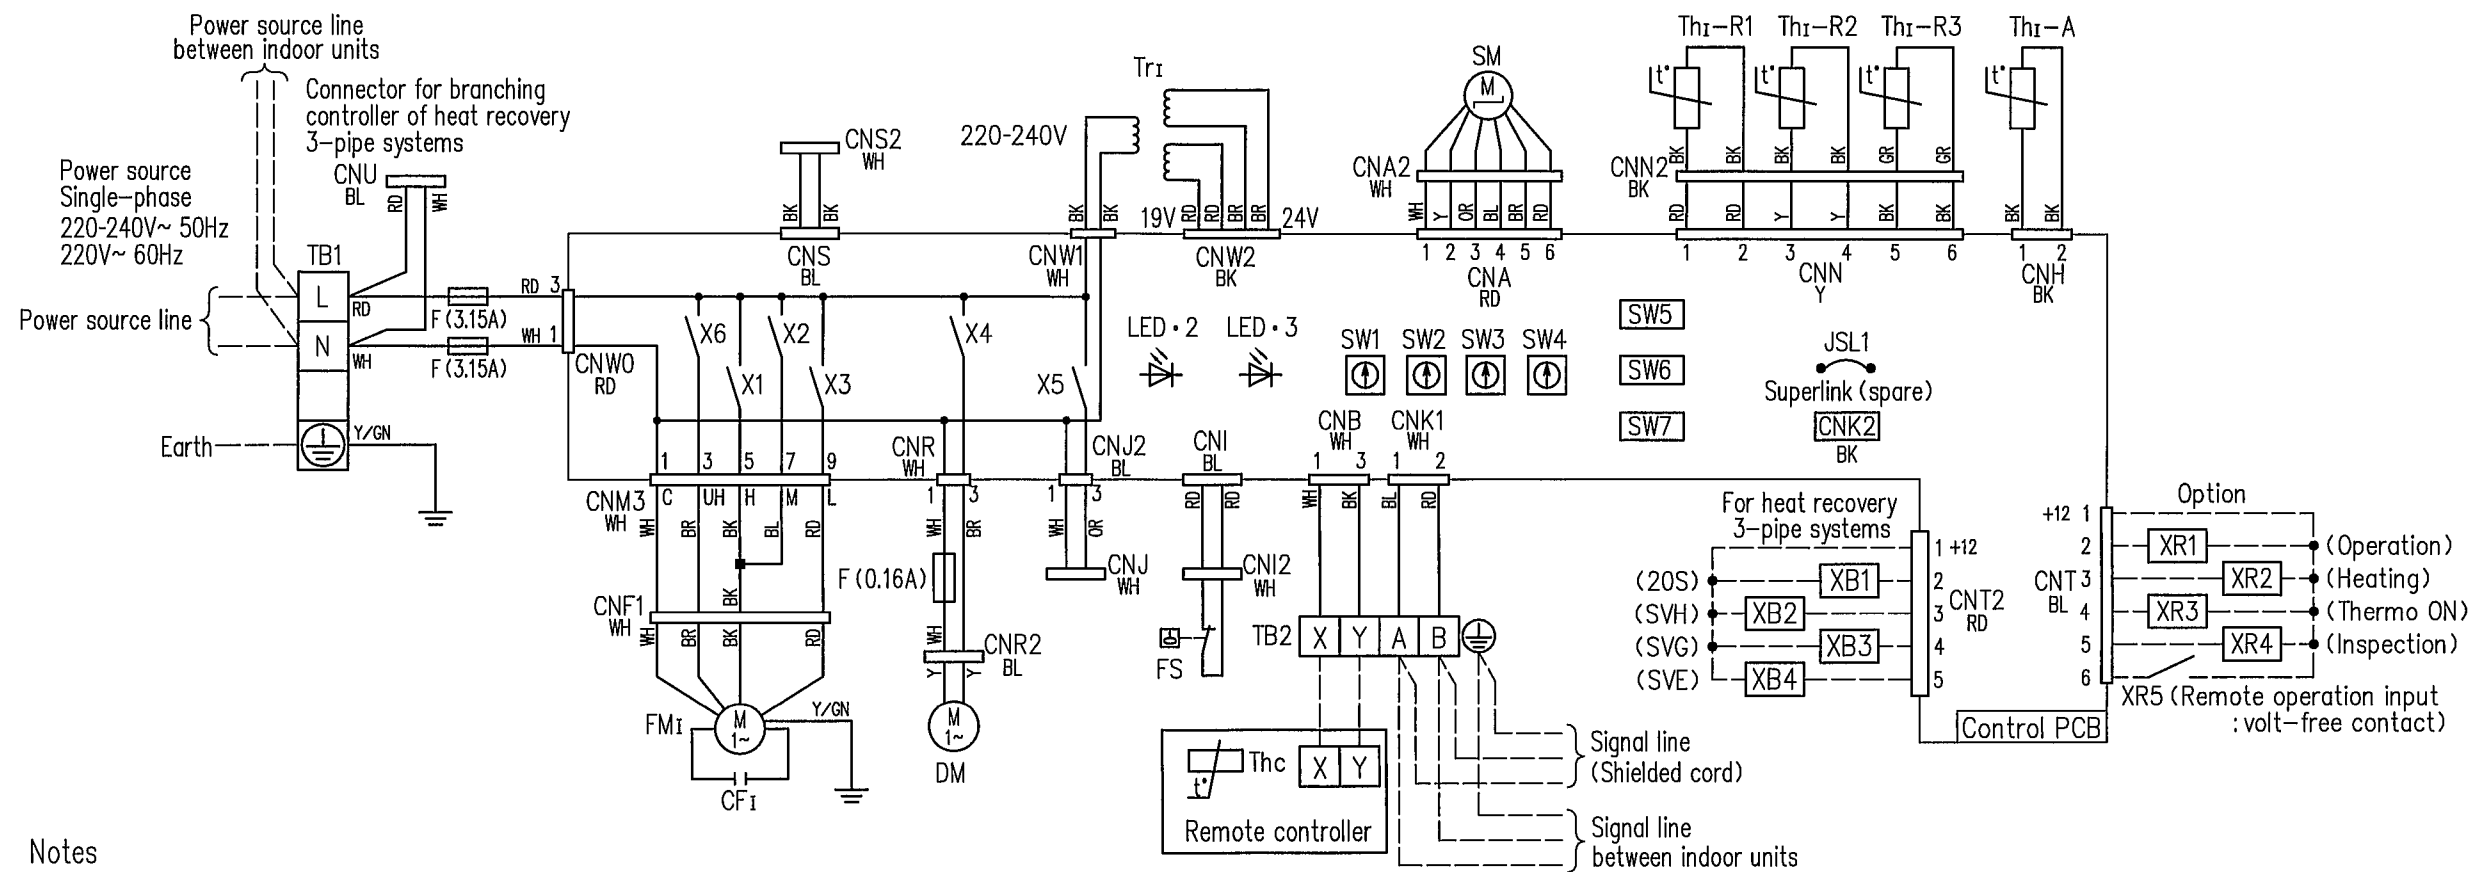 Power source line
between indoor units
Connector for branching
controller of heat recovery
3-pipe systems
CNU
BL
RD
WH
Power source
Single-phase
220-240V~ 50Hz
220V~ 60Hz
TB1
L
RD
N
WH
Power source line
F (3.15A)
F (3.15A)
RD 3
WH 1
CNW0
RD
Earth
Y/GN
CNS2
WH
BK BK
CNS
BL
TrI
220-240V
BK BK
CNW1
WH
19V RD RD BR BR 24V
CNW2
BK
SM
M
CNA2
WH
WH Y OR BL BR RD
1 2 3 4 5 6
CNA
RD
ThI-R1 ThI-R2 ThI-R3 ThI-A
t° t° t° t°
BK BK BK BK GR GR
CNN2
BK
RD RD Y Y BK BK
1 2 3 4 5 6
CNN
Y
BK BK
1 2
CNH
BK
X6 X2 X4
X1 X3 X5
LED・2 LED・3
SW1 SW2 SW3 SW4
SW5
SW6
SW7
JSL1
Superlink (spare)
CNK2
BK
1 3 5 7 9
C UH H M L
CNM3
WH
WH BR BK BL RD
BK
CNF1
WH
WH BR BK RD
FMI
M
1~
Y/GN
CFI
CNR
WH
1 3
WH BR
F (0.16A)
WH
CNR2
BL
Y Y
M
1~
DM
CNJ2
BL
1 3
WH OR
CNJ
WH
CNI
BL
RD RD
CNI2
WH
FS
CNB
WH
1 3
WH BK
CNK1
WH
1 2
BL RD
TB2
X Y A B
Thc
t°
X Y
Remote controller
Signal line
(Shielded cord)
Signal line
between indoor units
For heat recovery
3-pipe systems
1 +12
(20S) XB1 2
(SVH) XB2 3
(SVG) XB3 4
(SVE) XB4 5
CNT2
RD
Control PCB
Option
+12 1
2 XR1 (Operation)
3 XR2 (Heating)
4 XR3 (Thermo ON)
5 XR4 (Inspection)
6
CNT
BL
XR5 (Remote operation input
:volt-free contact)
Notes